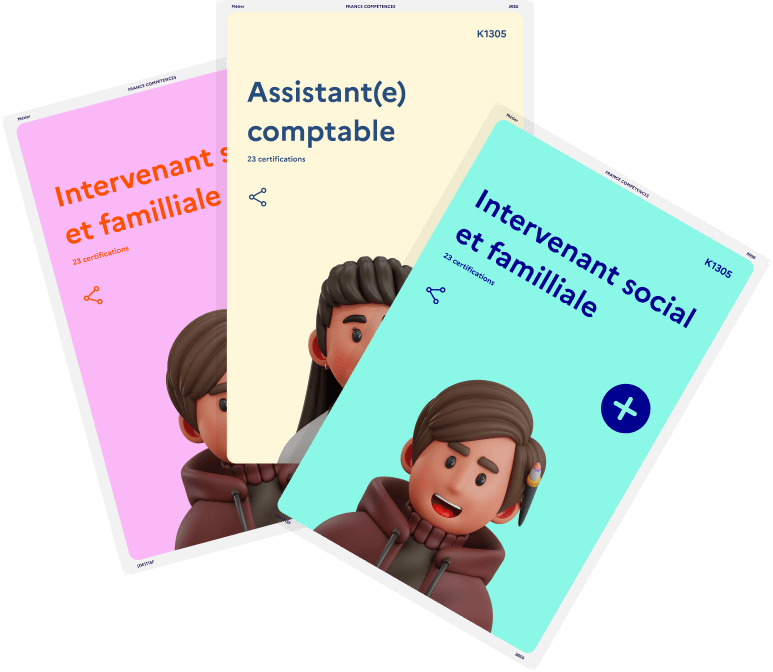 Métier
FRANCE COMPÉTENCES
Intervenant
et familliale
23 certifications
Métier
FRANCE COMPÉTENCES
K1305
Assistant(e)
comptable
23 certifications
Métier
FRANCE COMPÉTENCES
K1305
Intervenant social
et familliale
23 certifications